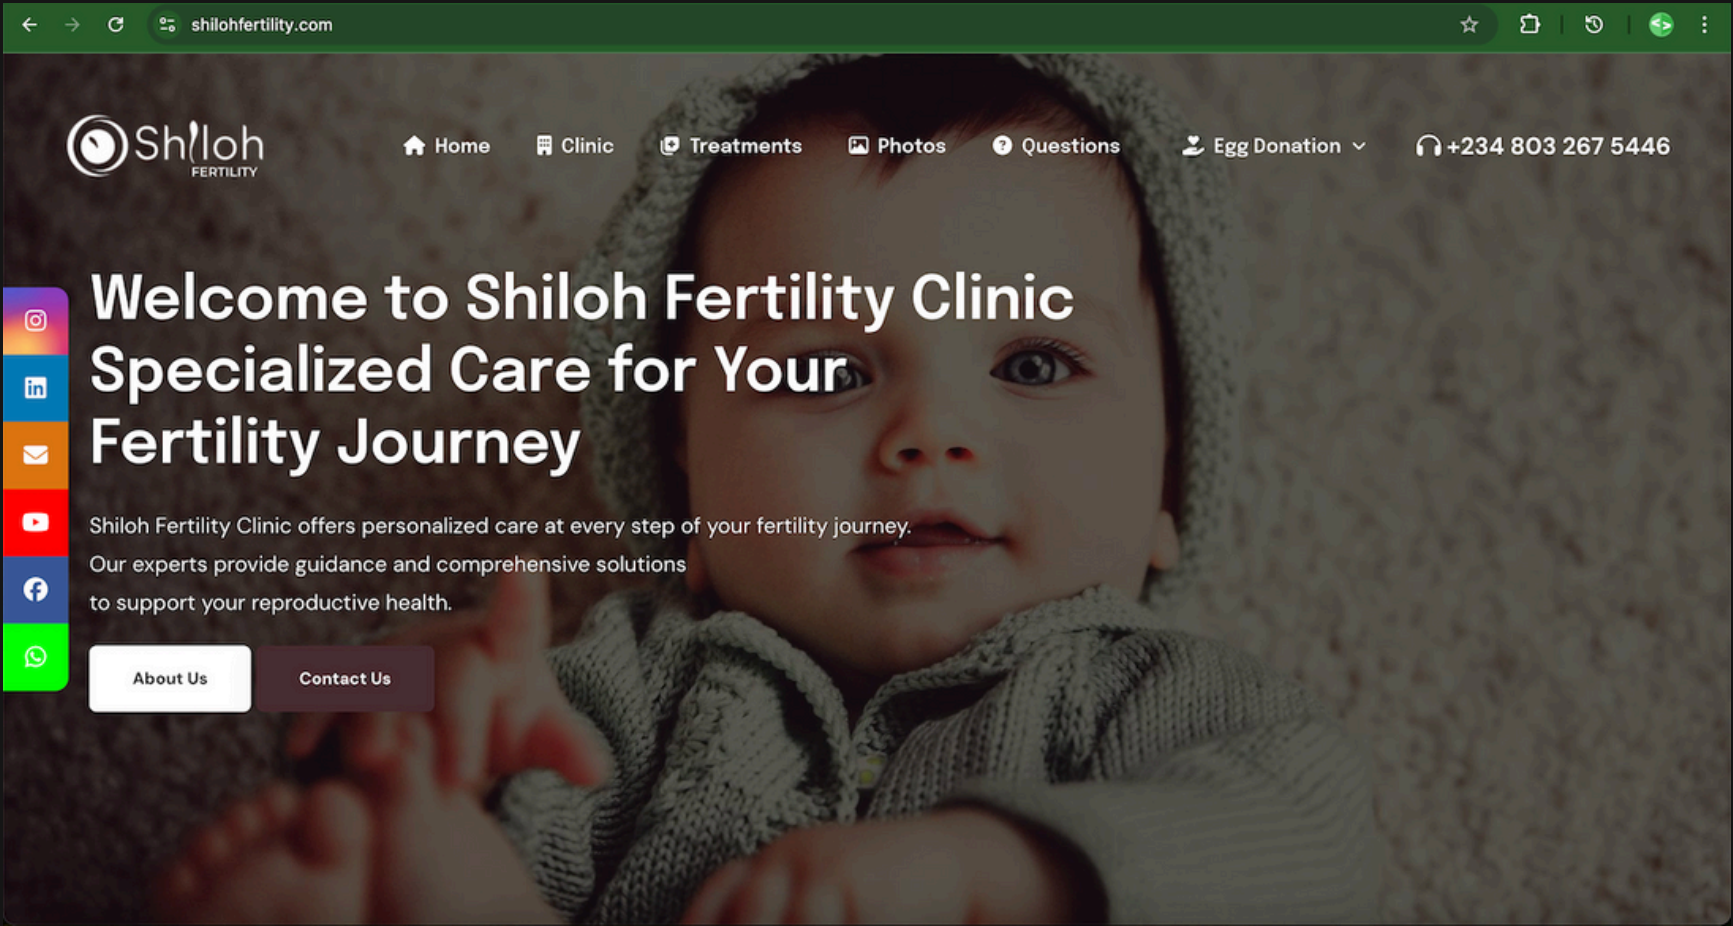 shilohfertility.com
Shiloh
FERTILITY
Home
Clinic
Treatments
Photos
Questions
Egg Donation
+234 803 267 5446
Welcome to Shiloh Fertility Clinic
Specialized Care for Your
Fertility Journey
Shiloh Fertility Clinic offers personalized care at every step of your fertility journey.
Our experts provide guidance and comprehensive solutions
to support your reproductive health.
About Us
Contact Us